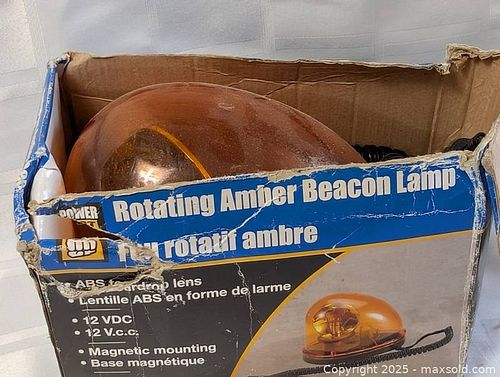 POWER
Rotating Amber Beacon Lamp
rotatif ambre
ABS teardrop lens
Lentille ABS en forme de larme
• 12 VDC
• 12 V.c.c.
• Magnetic mounting
• Base magnétique
Copyright © 2025 - maxsold.com